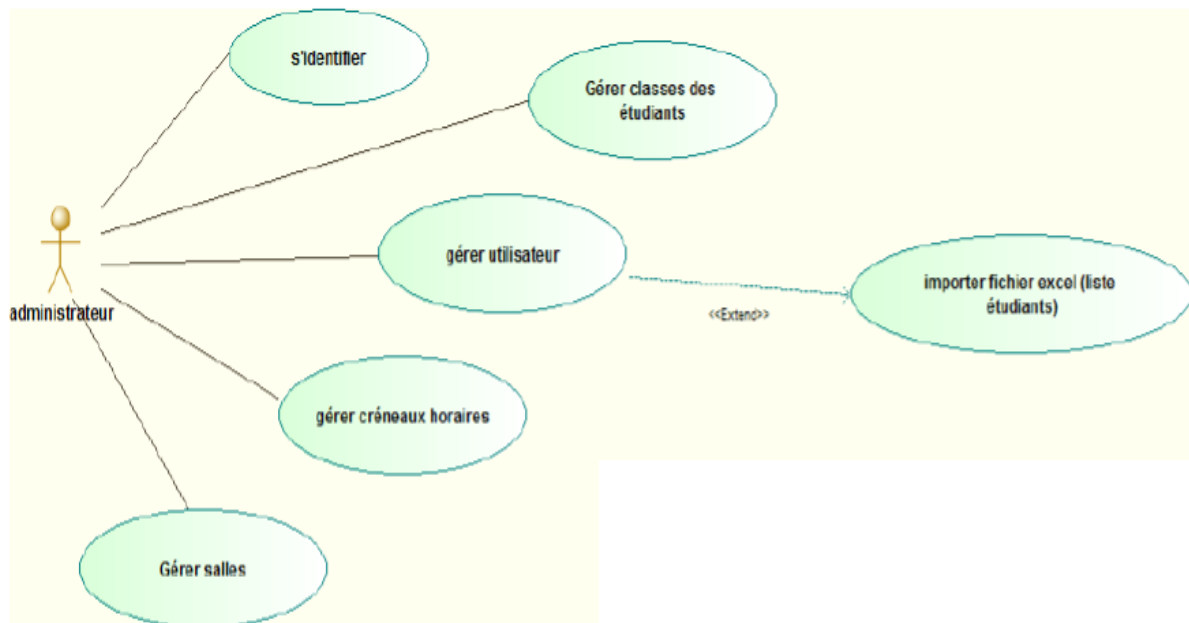 s'identifier
Gérer classes des
étudiants
gérer utilisateur
importer fichier excel (liste
étudiants)
<<Extend>>
administrateur
gérer créneaux horaires
Gérer salles